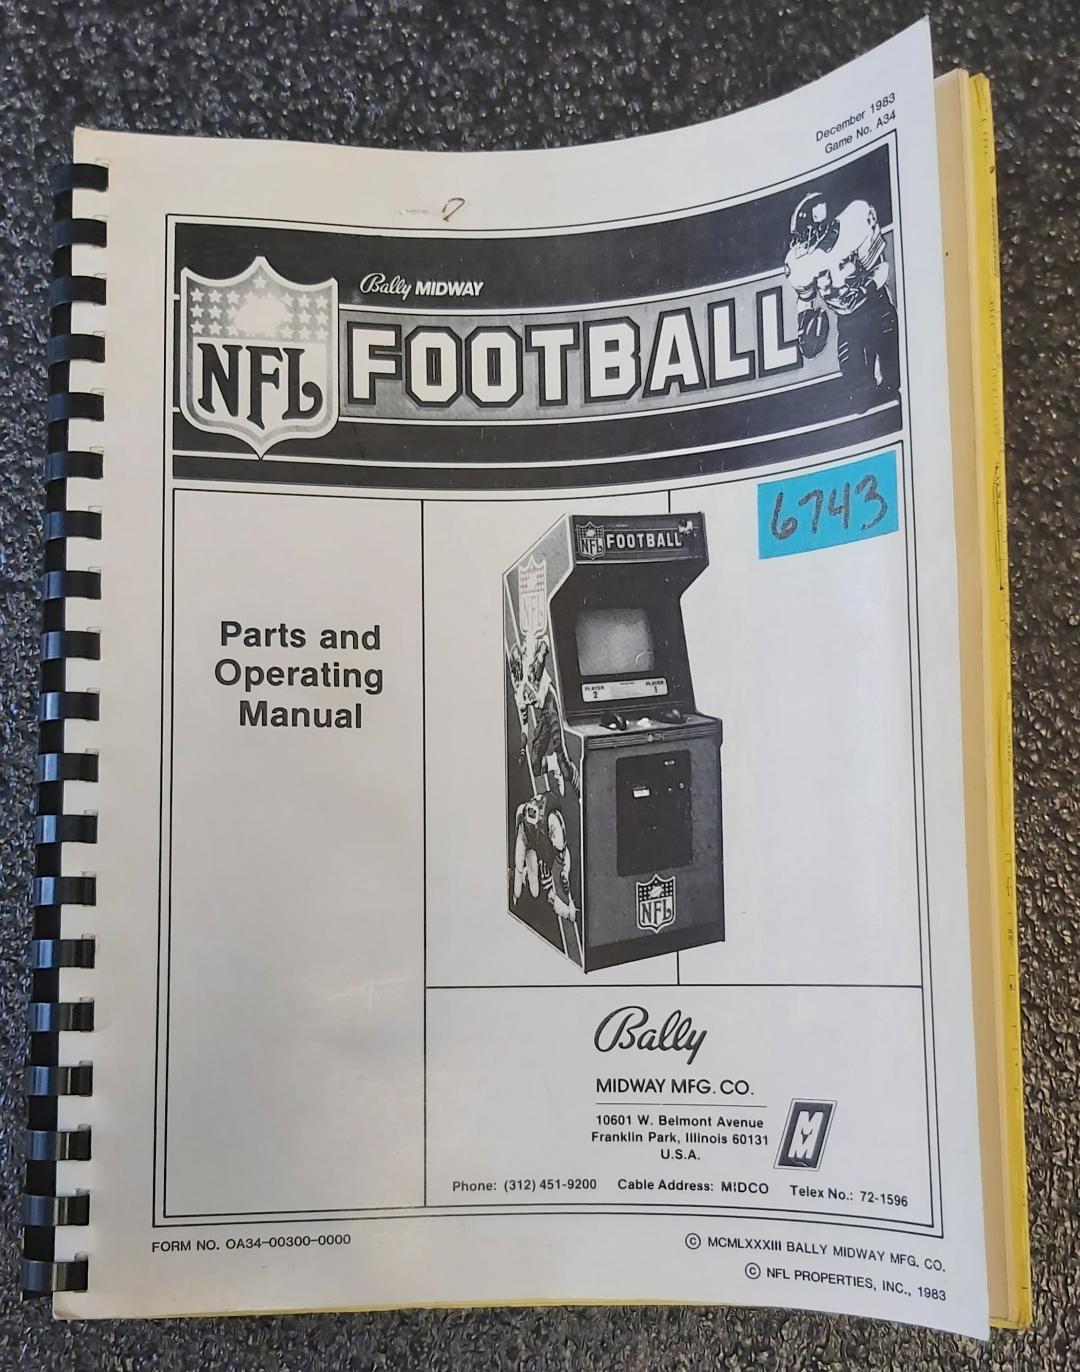 December 1983
Game No. A34
Bally MIDWAY
NFL
FOOTBALL
6743
Parts and
Operating
Manual
NFL FOOTBALL
NFL
PLAYER
2
PLAYER
1
NFL
Bally
MIDWAY MFG. CO.
10601 W. Belmont Avenue
Franklin Park, Illinois 60131
U.S.A.
Phone: (312) 451-9200 Cable Address: MIDCO Telex No.: 72-1596
FORM NO. OA34-00300-0000
© MCMLXXXIII BALLY MIDWAY MFG. CO.
© NFL PROPERTIES, INC., 1983